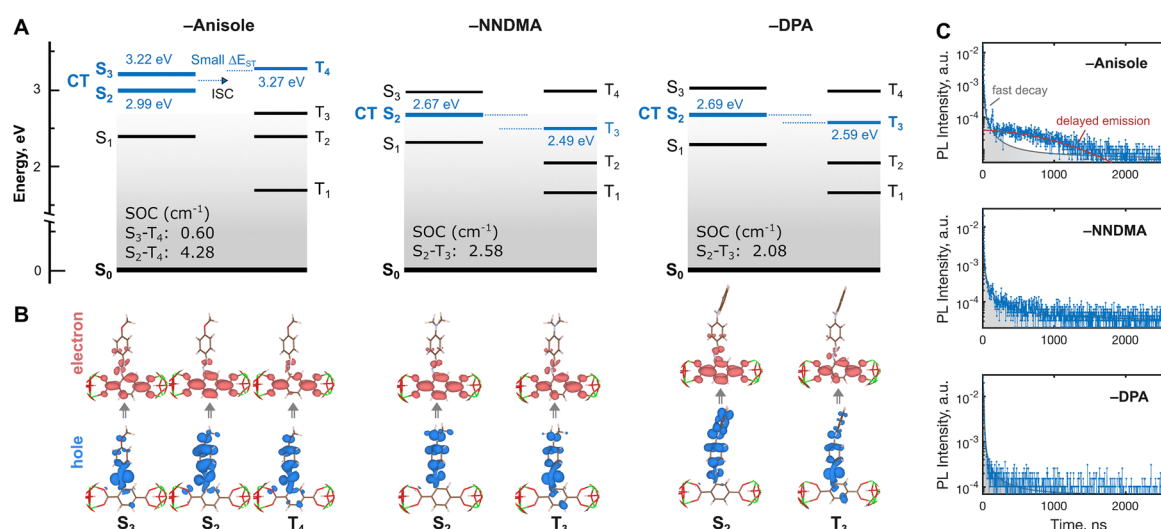 A
–Anisole
–NNDMA
–DPA
C
Energy, eV
3
2
0
CT
S3
3.22 eV
S2
2.99 eV
Small ΔEST
ISC
3.27 eV
T4
T3
S1
T2
T1
SOC (cm-1)
S3-T4: 0.60
S2-T4: 4.28
S0
S3
T4
CT S2
2.67 eV
T3
2.49 eV
S1
T2
T1
SOC (cm-1)
S2-T3: 2.58
S0
S3
T4
CT S2
2.69 eV
T3
2.59 eV
S1
T2
T1
SOC (cm-1)
S2-T3: 2.08
S0
B
electron
hole
S3
S2
T4
S2
T3
S2
T3
PL Intensity, a.u.
10-2
10-4
–Anisole
fast decay
delayed emission
0
1000
2000
PL Intensity, a.u.
10-2
10-3
10-4
–NNDMA
0
1000
2000
PL Intensity, a.u.
10-2
10-3
10-4
–DPA
0
1000
2000
Time, ns